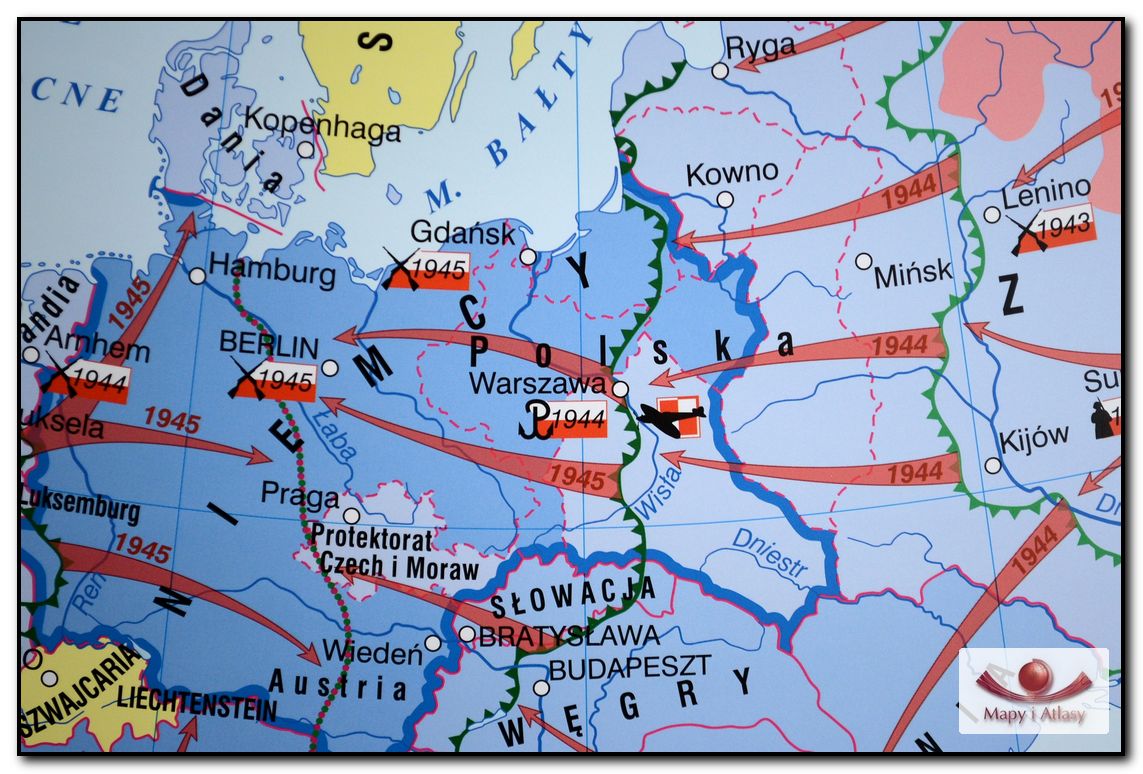 S
CNE
Dania
Kopenhaga
M. BAŁTY
Ryga
Kowno
1944
Lenino
1943
Gdańsk
1945
Hamburg
Mińsk
Z
1945
andia
Arnhem
1944
BERLIN
1945
NIEMCY
Polska
1944
Warszawa
1944
Su
uksela
1945
Łaba
1945
Wisła
1944
Kijów
Praga
Luksemburg
Protektorat
Czech i Moraw
Dniestr
1944
1945
Ren
SŁOWACJA
BRATYSŁAWA
Wiedeń
BUDAPESZT
Austria
SZWAJCARIA
LIECHTENSTEIN
WĘGRY
Mapy i Atlasy